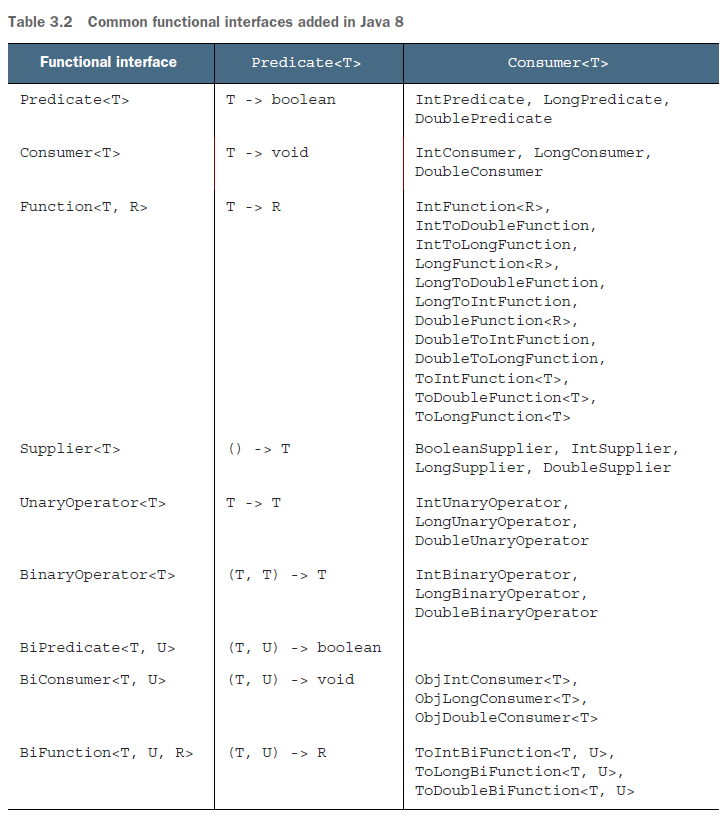 Table 3.2 Common functional interfaces added in Java 8
Functional interface Predicate<T> Consumer<T>
Predicate<T> T -> boolean IntPredicate, LongPredicate,
DoublePredicate
Consumer<T> T -> void IntConsumer, LongConsumer,
DoubleConsumer
Function<T, R> T -> R IntFunction<R>,
IntToDoubleFunction,
IntToLongFunction,
LongFunction<R>,
LongToDoubleFunction,
LongToIntFunction,
DoubleFunction<R>,
DoubleToIntFunction,
DoubleToLongFunction,
ToIntFunction<T>,
ToDoubleFunction<T>,
ToLongFunction<T>
Supplier<T> () -> T BooleanSupplier, IntSupplier,
LongSupplier, DoubleSupplier
UnaryOperator<T> T -> T IntUnaryOperator,
LongUnaryOperator,
DoubleUnaryOperator
BinaryOperator<T> (T, T) -> T IntBinaryOperator,
LongBinaryOperator,
DoubleBinaryOperator
BiPredicate<T, U> (T, U) -> boolean
BiConsumer<T, U> (T, U) -> void ObjIntConsumer<T>,
ObjLongConsumer<T>,
ObjDoubleConsumer<T>
BiFunction<T, U, R> (T, U) -> R ToIntBiFunction<T, U>,
ToLongBiFunction<T, U>,
ToDoubleBiFunction<T, U>